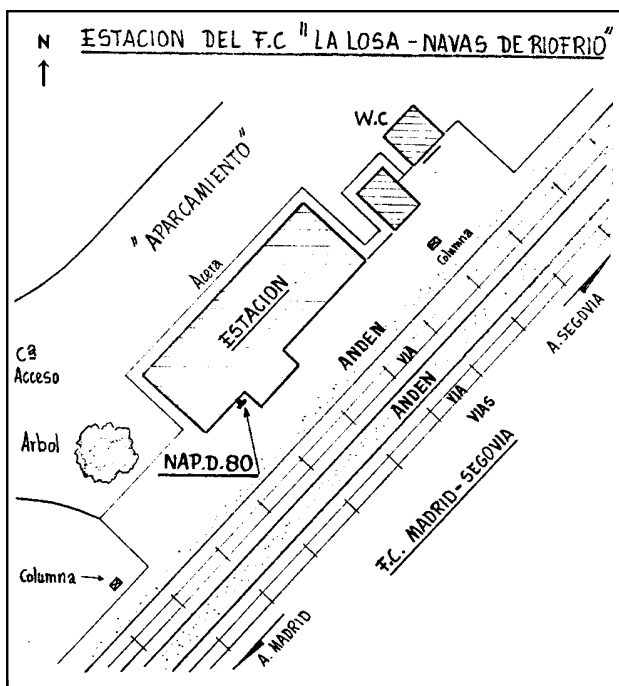 N
ESTACION DEL F.C "LA LOSA - NAVAS DE RIOFRIO"
W.C
"APARCAMIENTO"
Acera
Columna
ESTACION
ANDEN
VIA
ANDEN
VIA
VIAS
A. SEGOVIA
Cª
Acceso
Arbol
NAP.D.80
F.C. MADRID-SEGOVIA
Columna
A. MADRID